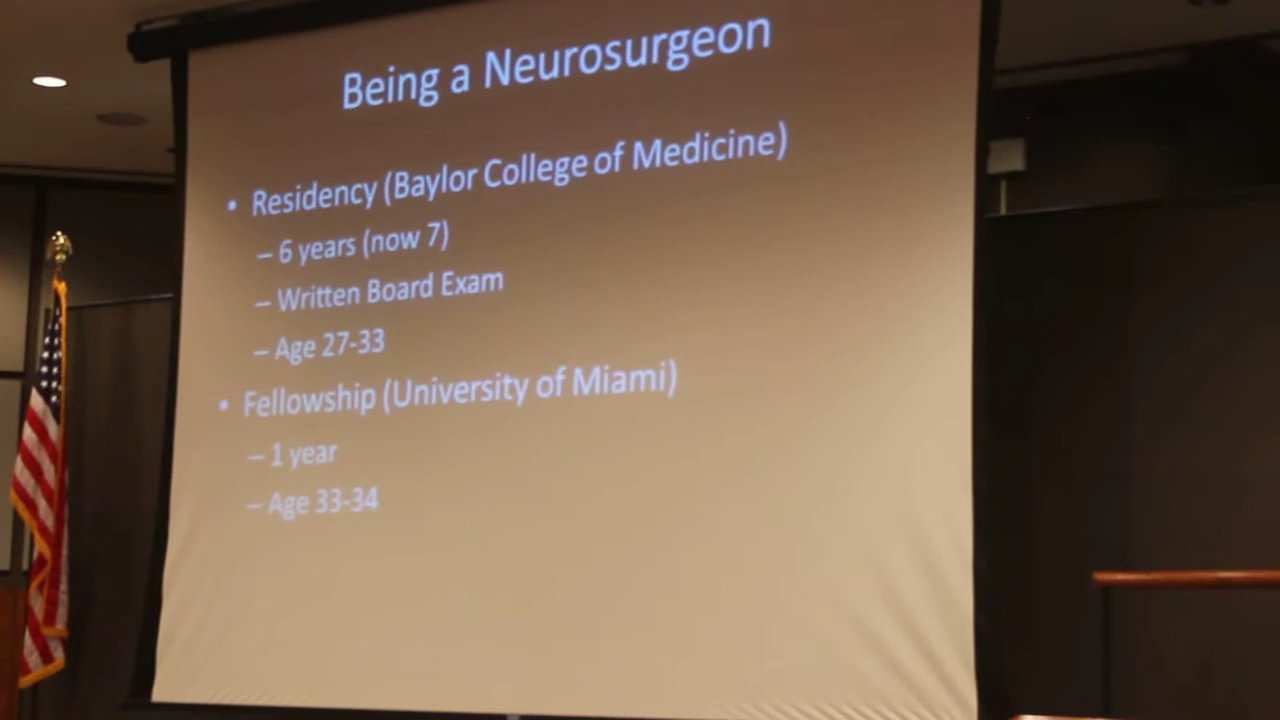 Being a Neurosurgeon
• Residency (Baylor College of Medicine)
– 6 years (now 7)
– Written Board Exam
– Age 27-33
• Fellowship (University of Miami)
– 1 year
– Age 33-34